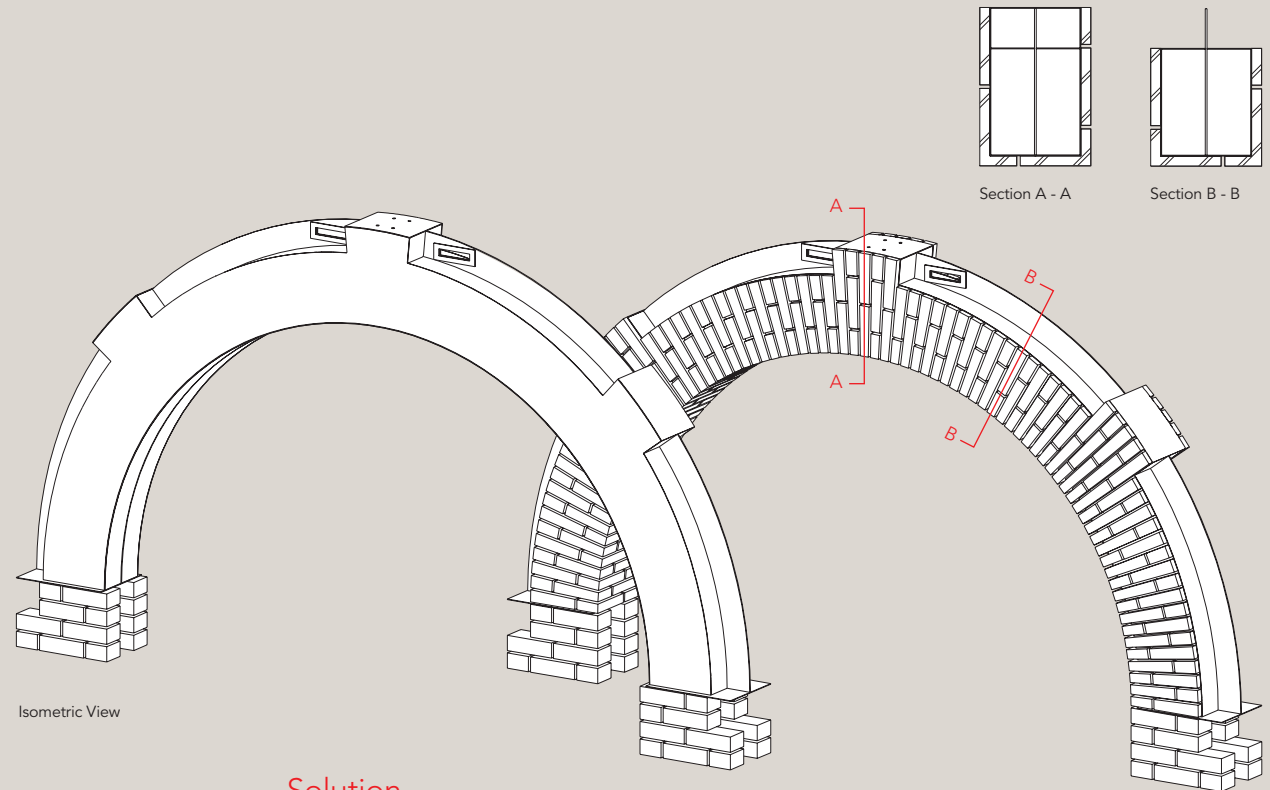 Section A - A
Section B - B
A
B
A
B
Isometric View
Solution